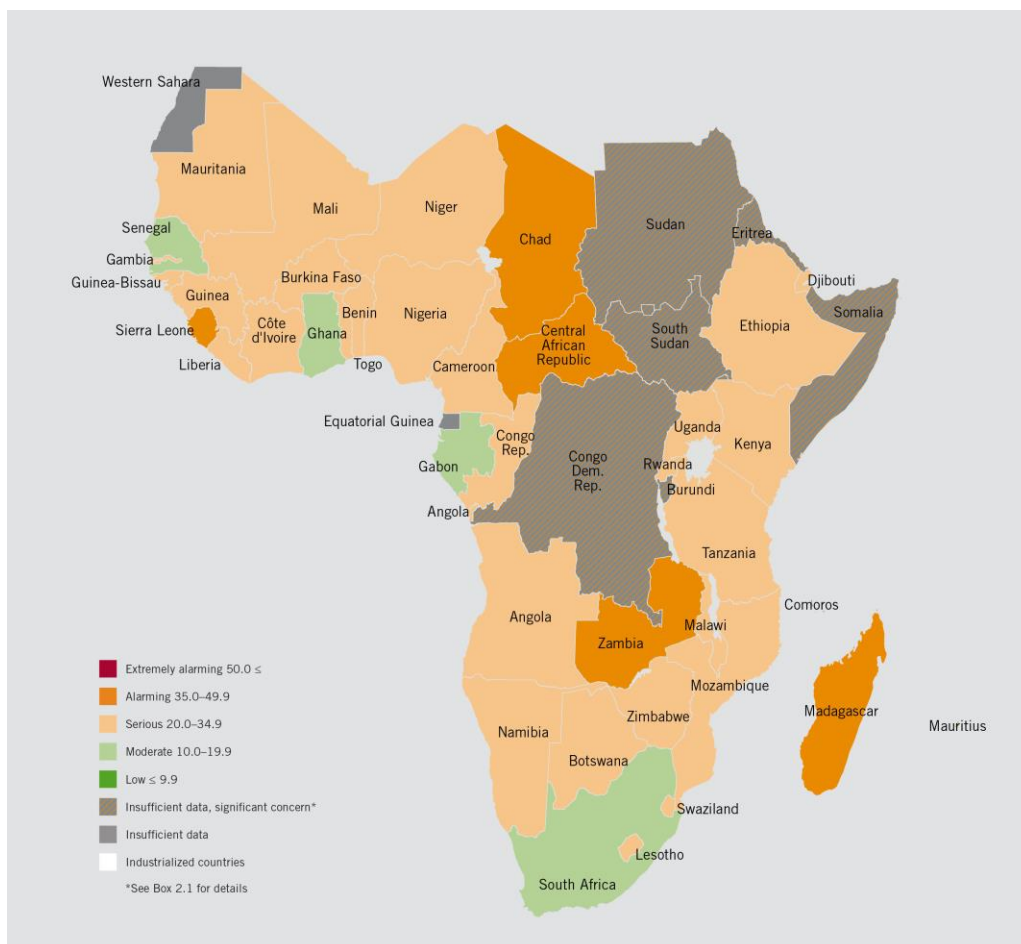 Western Sahara
Mauritania
Mali
Niger
Chad
Sudan
Eritrea
Senegal
Gambia
Guinea-Bissau
Guinea
Burkina Faso
Djibouti
Somalia
Sierra Leone
Côte
d'Ivoire
Ghana
Benin
Nigeria
Ethiopia
Central
African
Republic
South
Sudan
Liberia
Togo
Cameroon
Equatorial Guinea
Gabon
Congo
Rep.
Congo
Dem.
Rep.
Uganda
Kenya
Rwanda
Burundi
Angola
Tanzania
Comoros
Angola
Zambia
Malawi
Mozambique
Madagascar
Mauritius
Namibia
Zimbabwe
Botswana
Swaziland
Lesotho
South Africa
Extremely alarming 50.0 ≤
Alarming 35.0–49.9
Serious 20.0–34.9
Moderate 10.0–19.9
Low ≤ 9.9
Insufficient data, significant concern*
Insufficient data
Industrialized countries
*See Box 2.1 for details